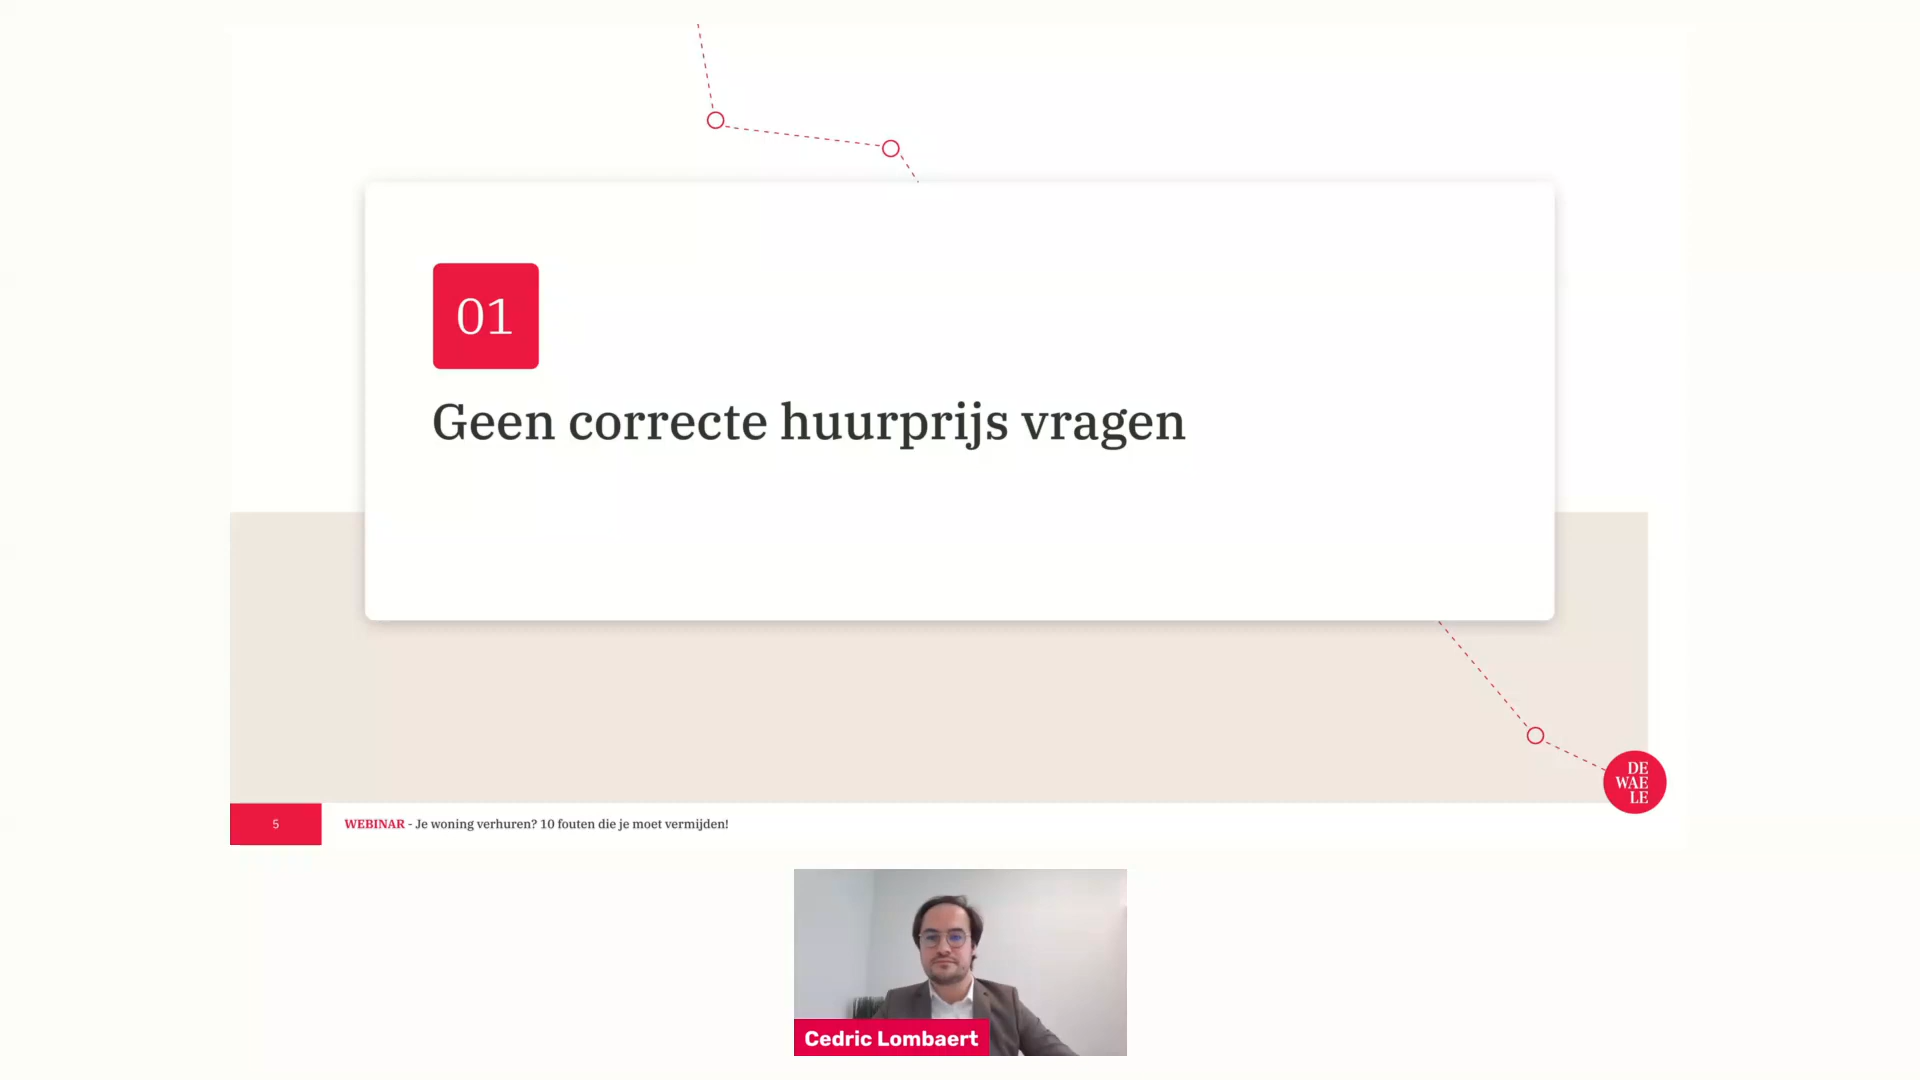 01
Geen correcte huurprijs vragen
DE
WAE
LE
5
WEBINAR - Je woning verhuren? 10 fouten die je moet vermijden!
Cedric Lombaert